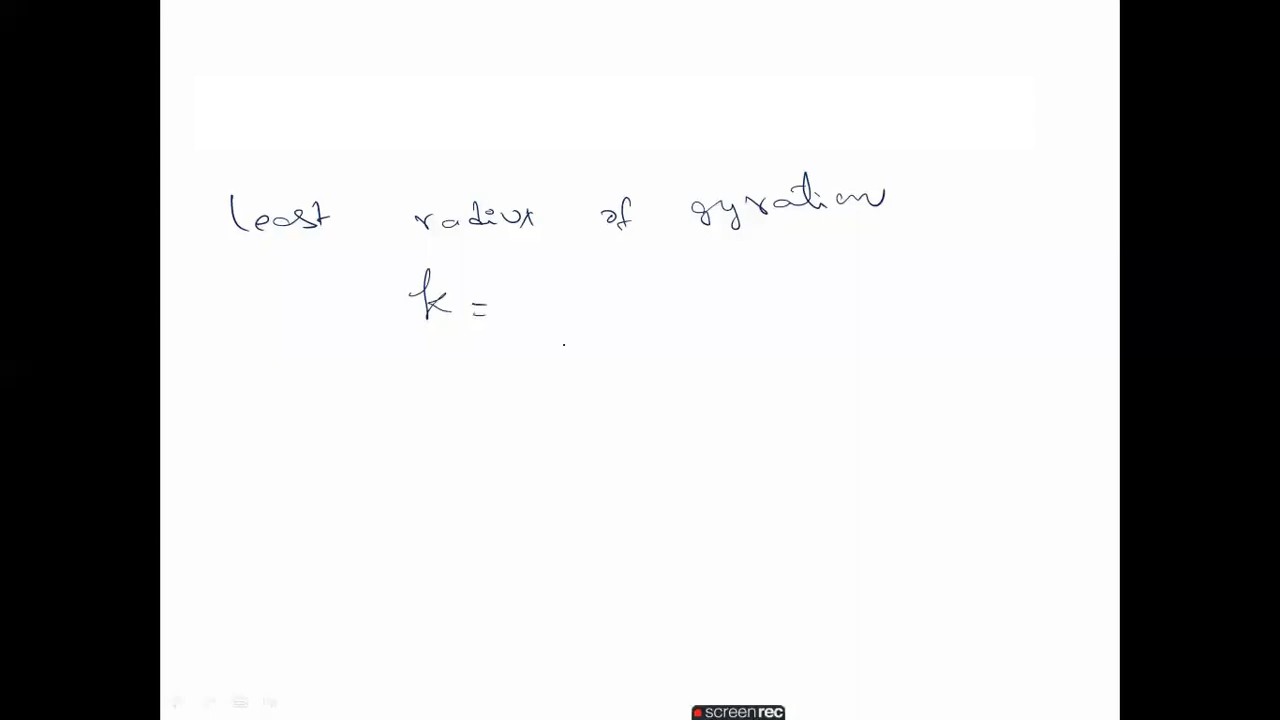 least radius of gyration
k =
screenrec